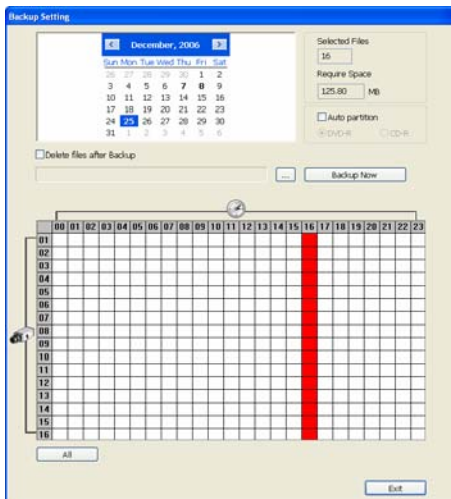 Backup Setting
December, 2006
Sun Mon Tue Wed Thu Fri Sat
26 27 28 29 30 1 2
3 4 5 6 7 8 9
10 11 12 13 14 15 16
17 18 19 20 21 22 23
24 25 26 27 28 29 30
31 1 2 3 4 5 6
Selected Files
16
Require Space
125.80 MB
Auto partition
DVD-R CD-R
Delete files after Backup
... Backup Now
00 01 02 03 04 05 06 07 08 09 10 11 12 13 14 15 16 17 18 19 20 21 22 23
01
02
03
04
05
06
07
08
09
10
11
12
13
14
15
16
All
Exit